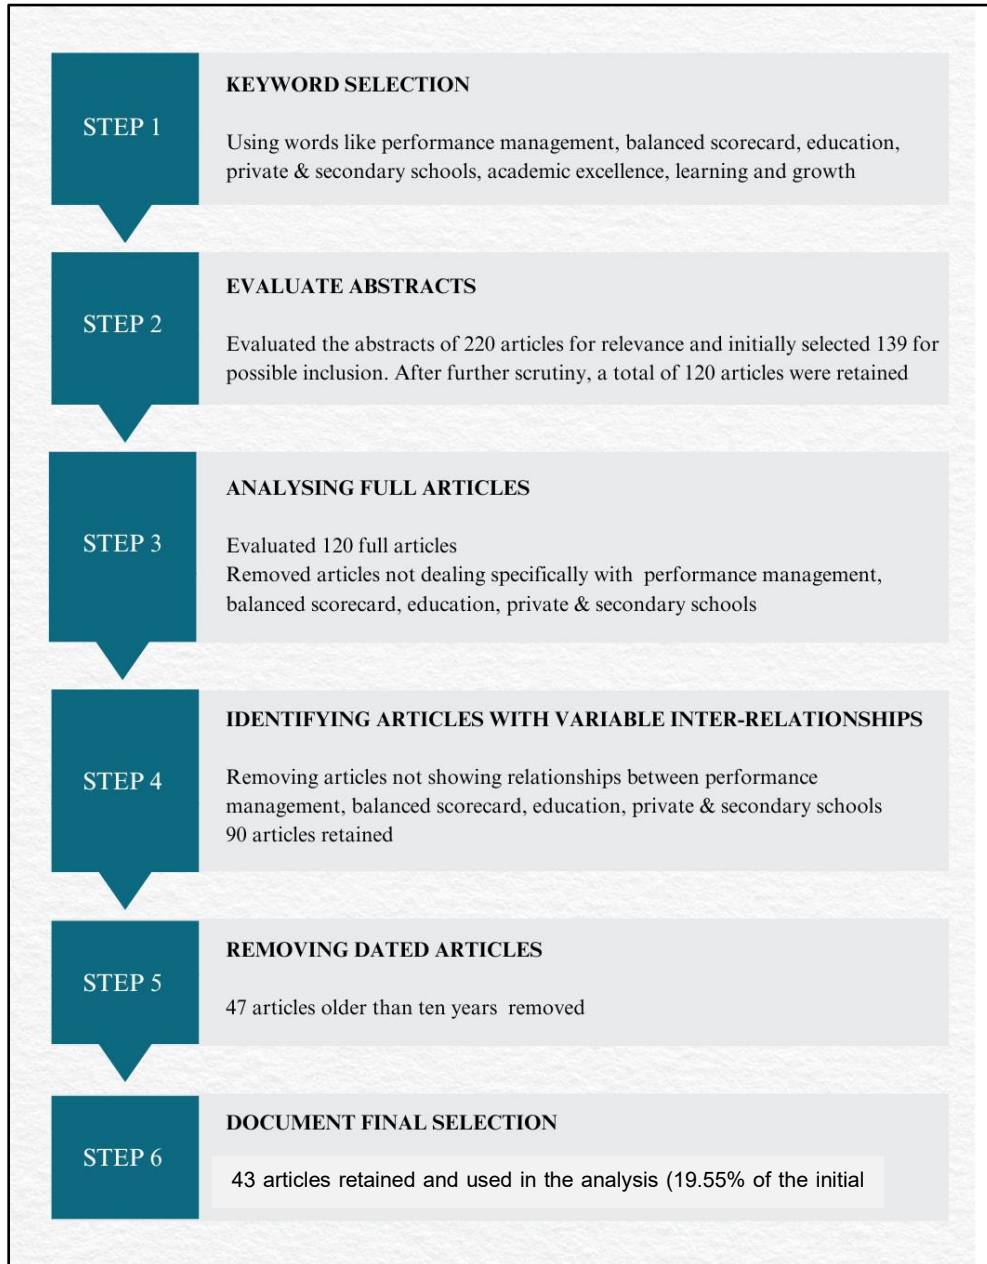 STEP 1
KEYWORD SELECTION
Using words like performance management, balanced scorecard, education,
private & secondary schools, academic excellence, learning and growth
STEP 2
EVALUATE ABSTRACTS
Evaluated the abstracts of 220 articles for relevance and initially selected 139 for
possible inclusion. After further scrutiny, a total of 120 articles were retained
STEP 3
ANALYSING FULL ARTICLES
Evaluated 120 full articles
Removed articles not dealing specifically with performance management,
balanced scorecard, education, private & secondary schools
STEP 4
IDENTIFYING ARTICLES WITH VARIABLE INTER-RELATIONSHIPS
Removing articles not showing relationships between performance
management, balanced scorecard, education, private & secondary schools
90 articles retained
STEP 5
REMOVING DATED ARTICLES
47 articles older than ten years removed
STEP 6
DOCUMENT FINAL SELECTION
43 articles retained and used in the analysis (19.55% of the initial